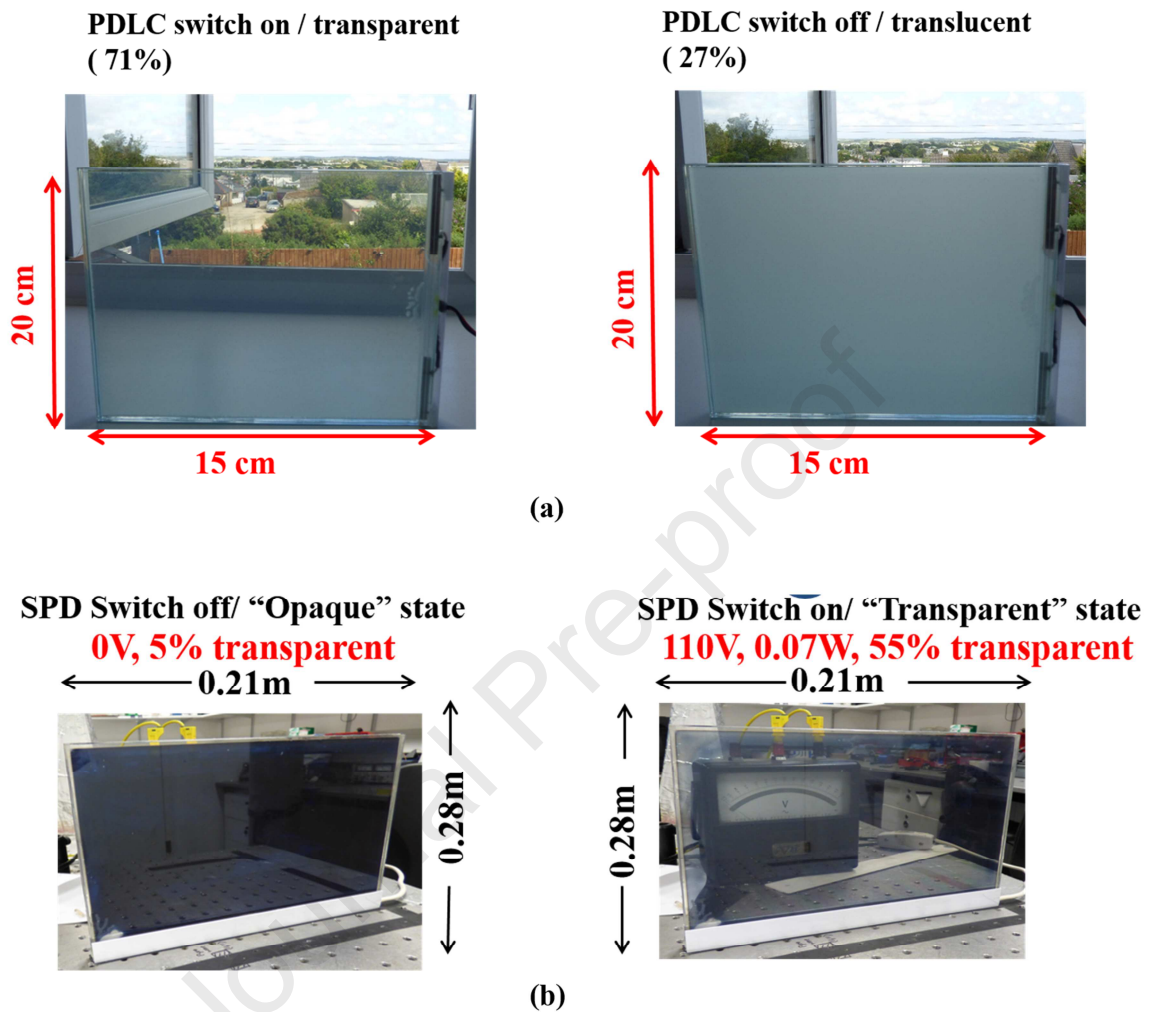 PDLC switch on / transparent
( 71%)
PDLC switch off / translucent
( 27%)
20 cm
15 cm
20 cm
15 cm
(a)
SPD Switch off/ “Opaque” state
0V, 5% transparent
0.21m
0.28m
SPD Switch on/ “Transparent” state
110V, 0.07W, 55% transparent
0.21m
0.28m
V
(b)
Journal Pre-proof